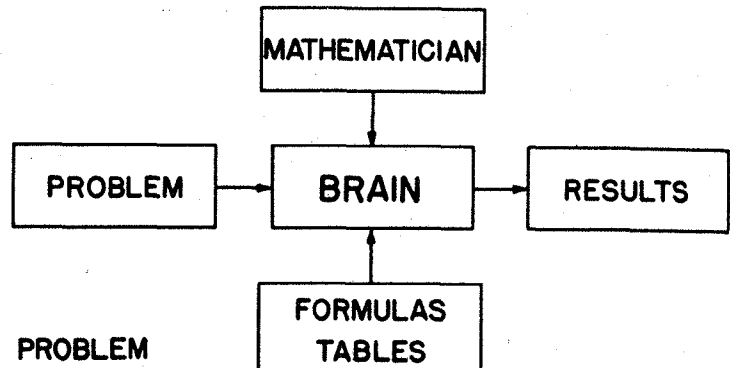 MATHEMATICIAN
PROBLEM
BRAIN
RESULTS
FORMULAS
TABLES
PROBLEM